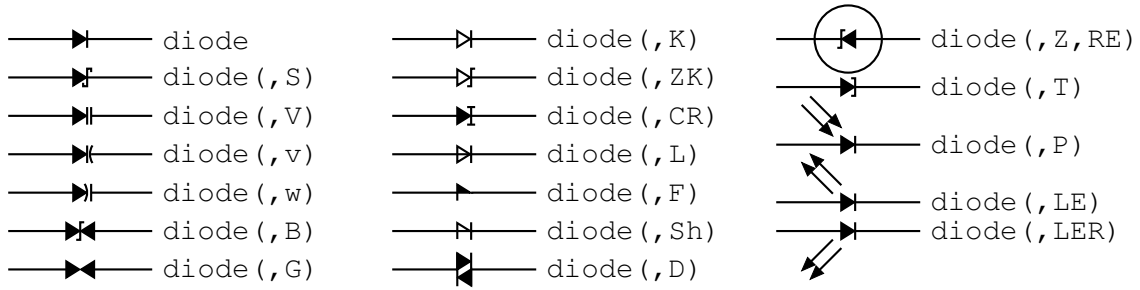 diode
diode(,S)
diode(,V)
diode(,v)
diode(,w)
diode(,B)
diode(,G)
diode(,K)
diode(,ZK)
diode(,CR)
diode(,L)
diode(,F)
diode(,Sh)
diode(,D)
diode(,Z,RE)
diode(,T)
diode(,P)
diode(,LE)
diode(,LER)